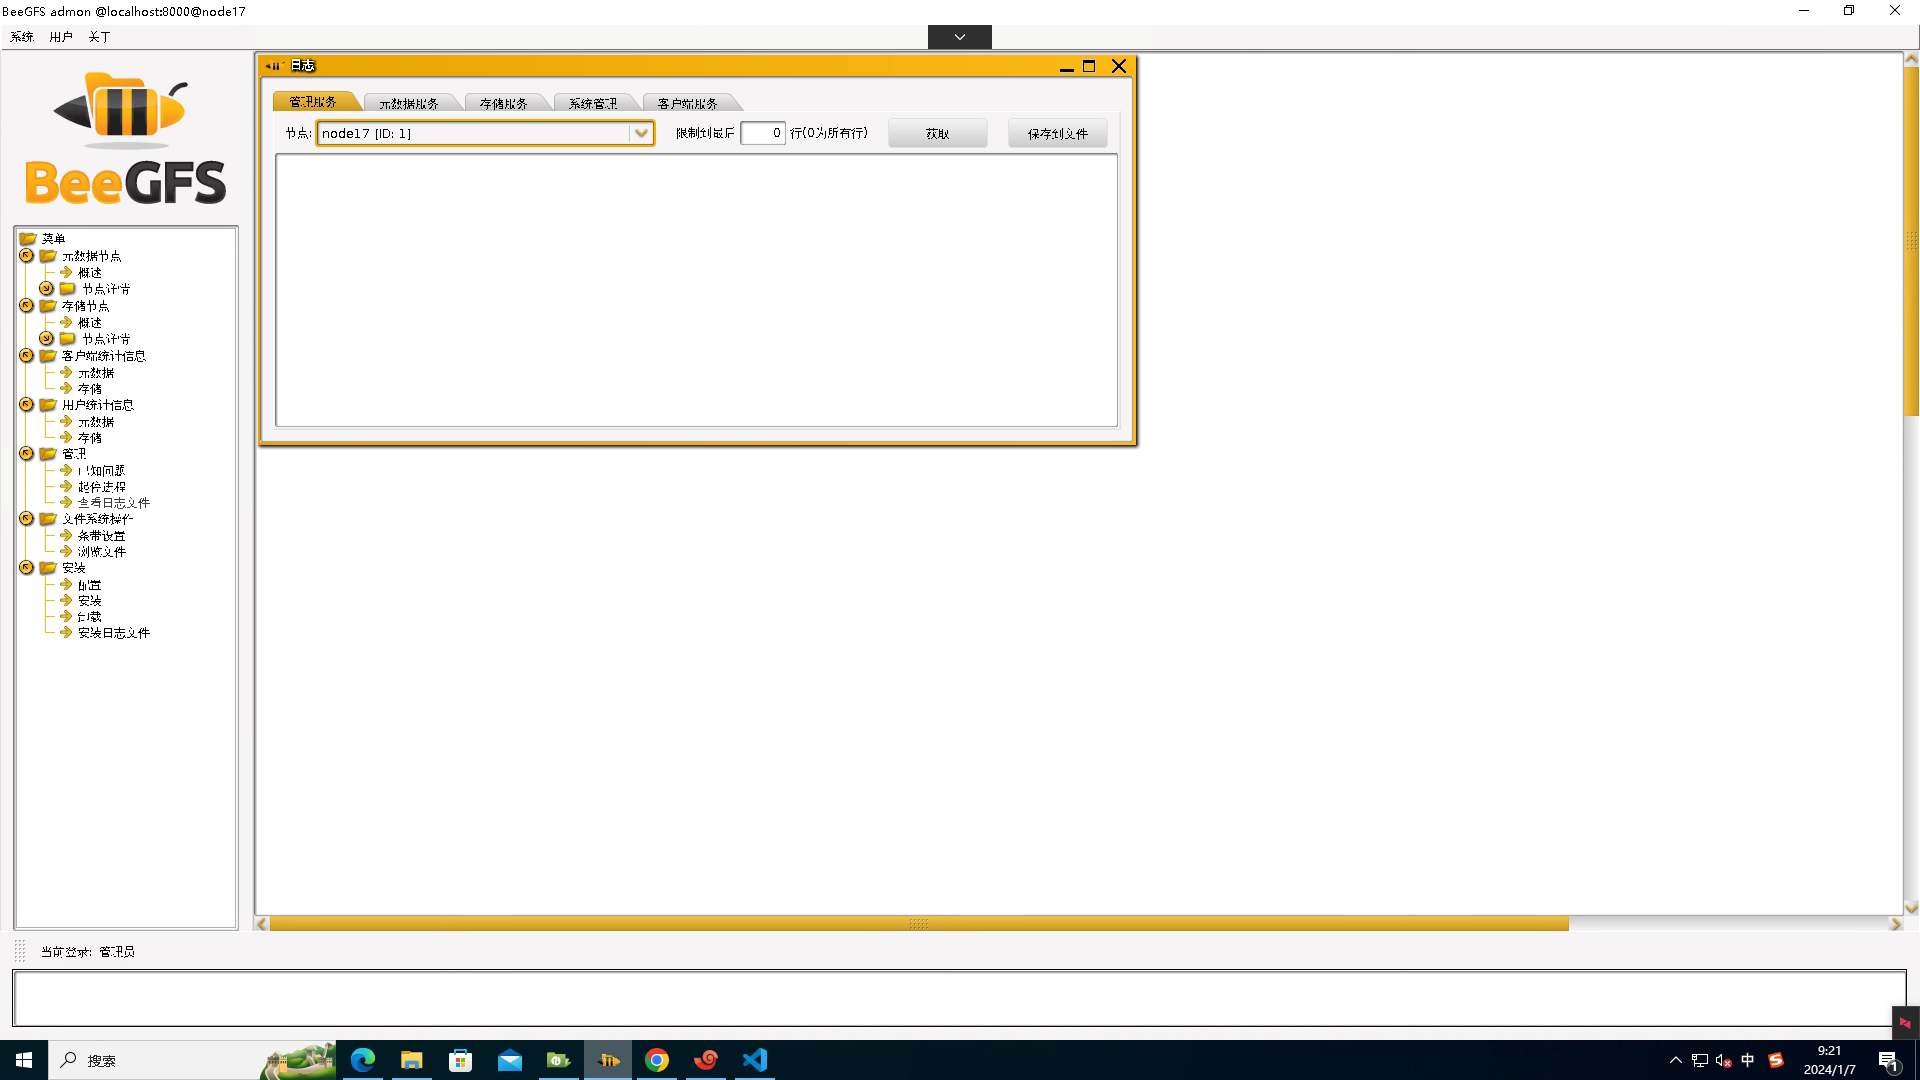 BeeGFS admon @localhost:8000@node17
系统 用户 关于
BeeGFS
日志
管理服务 元数据服务 存储服务 系统管理 客户端服务
节点: node17 [ID: 1] 限制到最后 0 行(0为所有行) 获取 保存到文件
菜单
元数据节点
概述
节点详情
存储节点
概述
节点详情
客户端统计信息
元数据
存储
用户统计信息
元数据
存储
管理
已知问题
起停进程
查看日志文件
文件系统操作
条带设置
浏览文件
安装
配置
安装
卸载
安装日志文件
当前登录: 管理员
搜索
中
9:21
2024/1/7
1